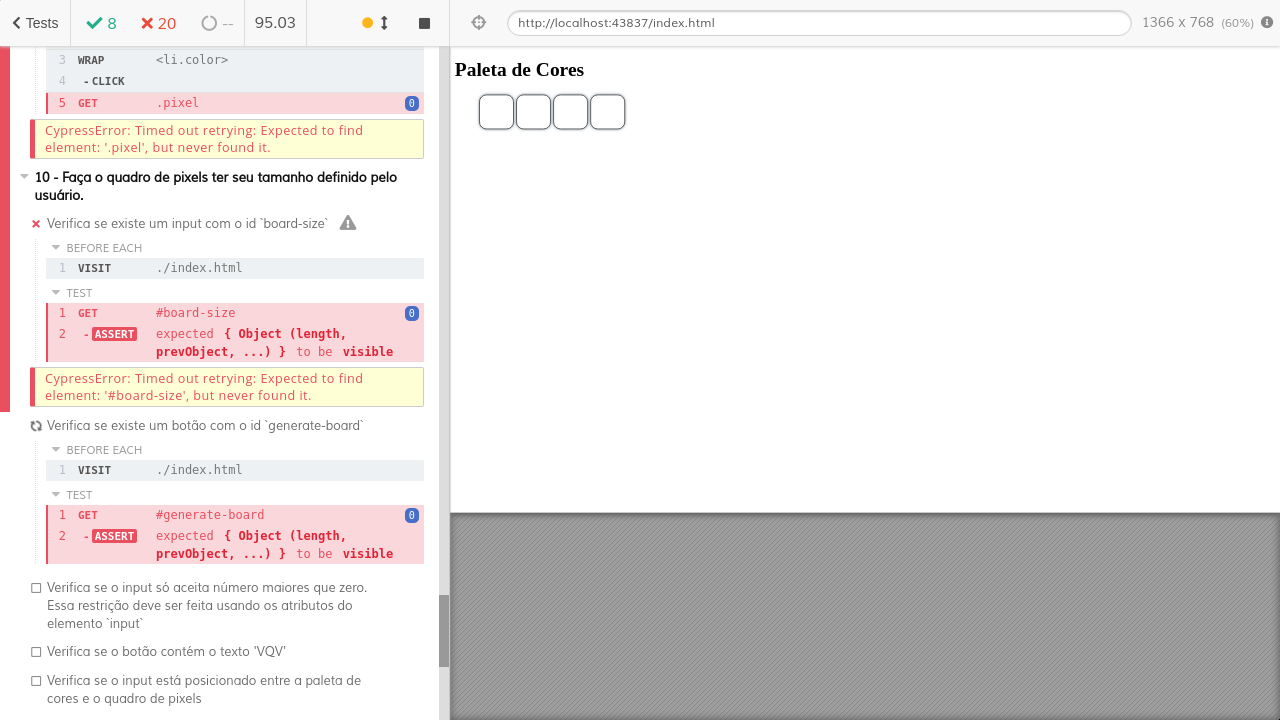 Tests 8 20 -- 95.03
http://localhost:43837/index.html 1366 x 768 (60%)
3 WRAP <li.color>
4 - CLICK
5 GET .pixel 0
CypressError: Timed out retrying: Expected to find
element: '.pixel', but never found it.
10 - Faça o quadro de pixels ter seu tamanho definido pelo
usuário.
Verifica se existe um input com o id `board-size`
BEFORE EACH
1 VISIT ./index.html
TEST
1 GET #board-size 0
2 - ASSERT expected { Object (length,
prevObject, ...) } to be visible
CypressError: Timed out retrying: Expected to find
element: '#board-size', but never found it.
Verifica se existe um botão com o id `generate-board`
BEFORE EACH
1 VISIT ./index.html
TEST
1 GET #generate-board 0
2 - ASSERT expected { Object (length,
prevObject, ...) } to be visible
Verifica se o input só aceita número maiores que zero.
Essa restrição deve ser feita usando os atributos do
elemento `input`
Verifica se o botão contém o texto 'VQV'
Verifica se o input está posicionado entre a paleta de
cores e o quadro de pixels
Paleta de Cores